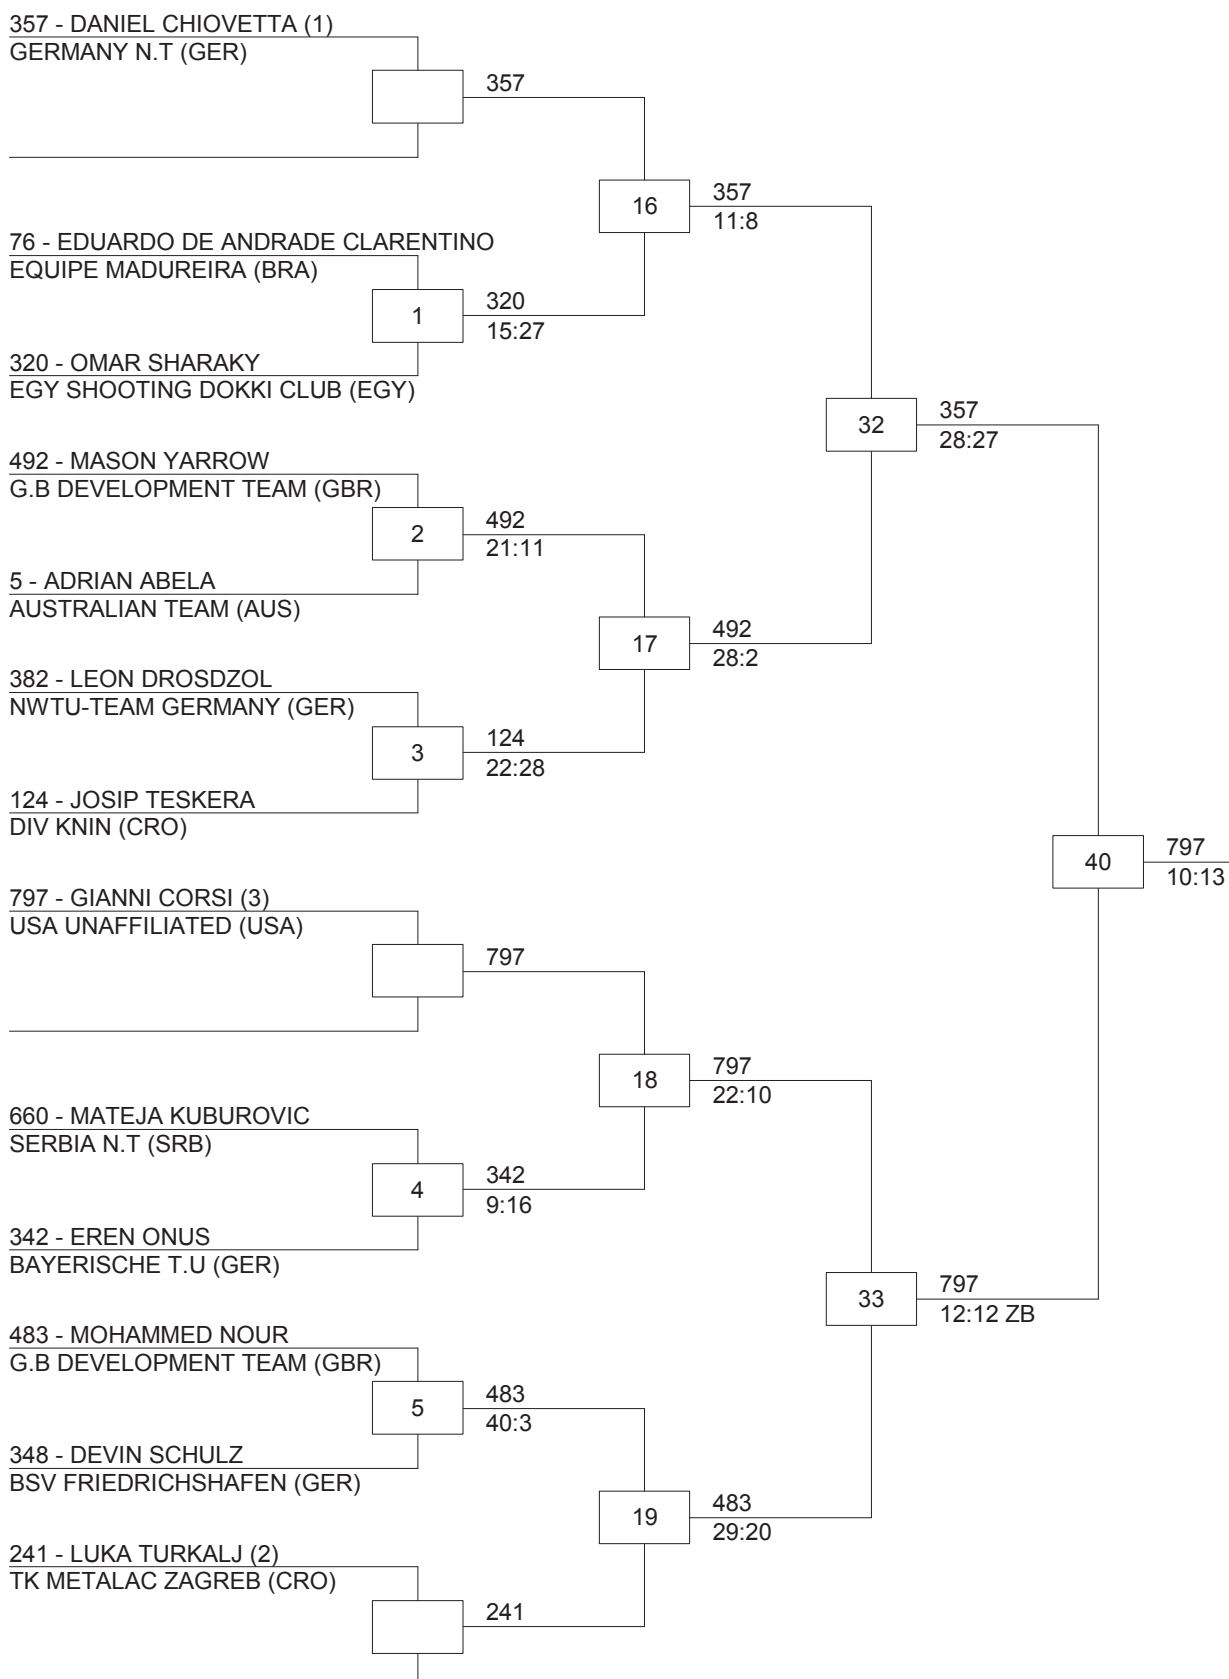 357 - DANIEL CHIOVETTA (1)
GERMANY N.T (GER)
357
16
357
11:8
76 - EDUARDO DE ANDRADE CLARENTINO
EQUIPE MADUREIRA (BRA)
1
320
15:27
320 - OMAR SHARAKY
EGY SHOOTING DOKKI CLUB (EGY)
32
357
28:27
492 - MASON YARROW
G.B DEVELOPMENT TEAM (GBR)
2
492
21:11
5 - ADRIAN ABELA
AUSTRALIAN TEAM (AUS)
17
492
28:2
382 - LEON DROSDZOL
NWTU-TEAM GERMANY (GER)
3
124
22:28
124 - JOSIP TESKERA
DIV KNIN (CRO)
40
797
10:13
797 - GIANNI CORSI (3)
USA UNAFFILIATED (USA)
797
18
797
22:10
660 - MATEJA KUBUROVIC
SERBIA N.T (SRB)
4
342
9:16
342 - EREN ONUS
BAYERISCHE T.U (GER)
33
797
12:12 ZB
483 - MOHAMMED NOUR
G.B DEVELOPMENT TEAM (GBR)
5
483
40:3
348 - DEVIN SCHULZ
BSV FRIEDRICHSHAFEN (GER)
19
483
29:20
241 - LUKA TURKALJ (2)
TK METALAC ZAGREB (CRO)
241